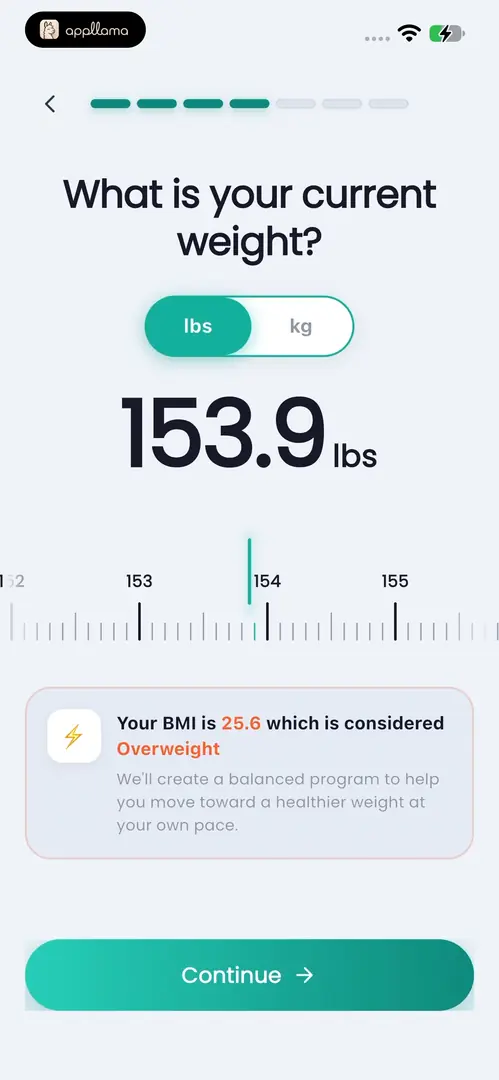 appllama
What is your current
weight?
lbs kg
153.9 lbs
152 153 154 155
Your BMI is 25.6 which is considered
Overweight
We'll create a balanced program to help
you move toward a healthier weight at
your own pace.
Continue →